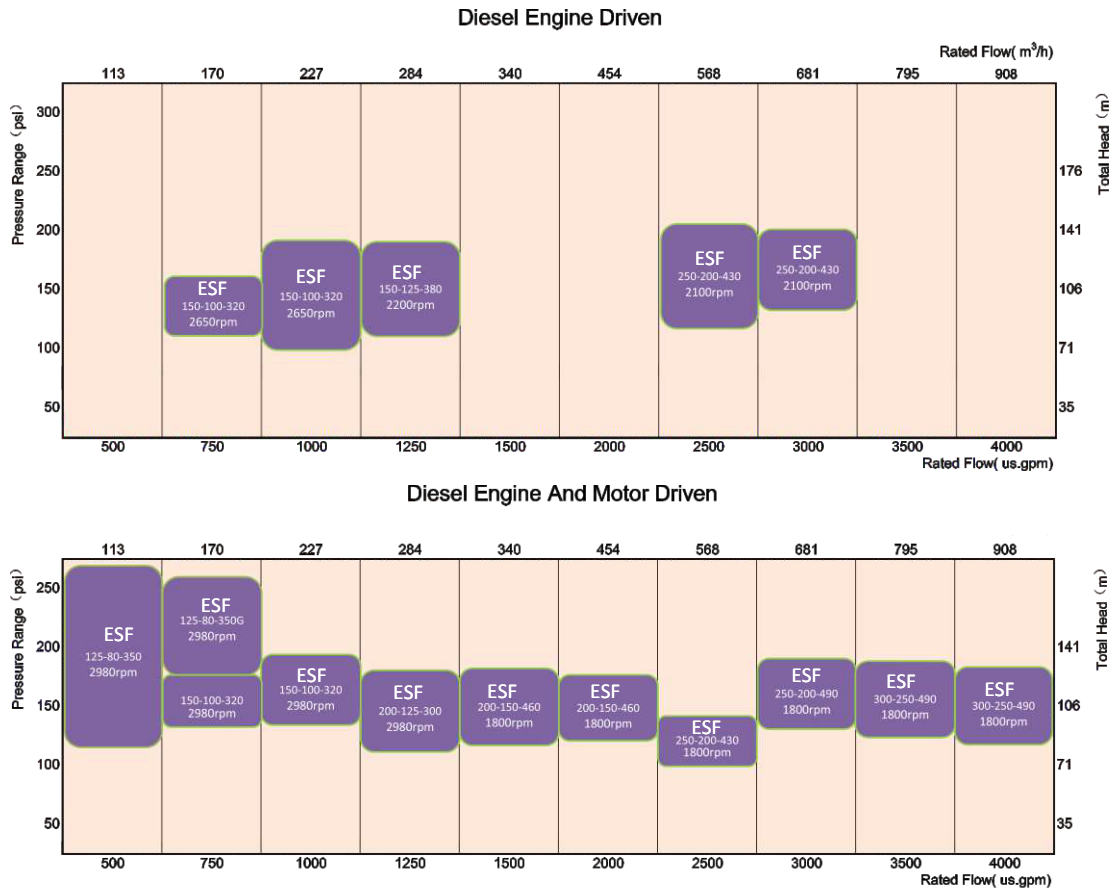 Diesel Engine Driven
Rated Flow( m³/h)
113 170 227 284 340 454 568 681 795 908
Pressure Range（psi）
Total Head（m）
300
250 176
200 141
150 106
100 71
50 35
ESF
150-100-320
2650rpm
ESF
150-100-320
2650rpm
ESF
150-125-380
2200rpm
ESF
250-200-430
2100rpm
ESF
250-200-430
2100rpm
500 750 1000 1250 1500 2000 2500 3000 3500 4000
Rated Flow( us.gpm)
Diesel Engine And Motor Driven
113 170 227 284 340 454 568 681 795 908
Pressure Range（psi）
Total Head（m）
250
200 141
150 106
100 71
50 35
ESF
125-80-350
2980rpm
ESF
125-80-350G
2980rpm
150-100-320
2980rpm
ESF
150-100-320
2980rpm
ESF
200-125-300
2980rpm
ESF
200-150-460
1800rpm
ESF
200-150-460
1800rpm
ESF
250-200-430
1800rpm
ESF
250-200-490
1800rpm
ESF
300-250-490
1800rpm
ESF
300-250-490
1800rpm
500 750 1000 1250 1500 2000 2500 3000 3500 4000
Rated Flow( us.gpm)